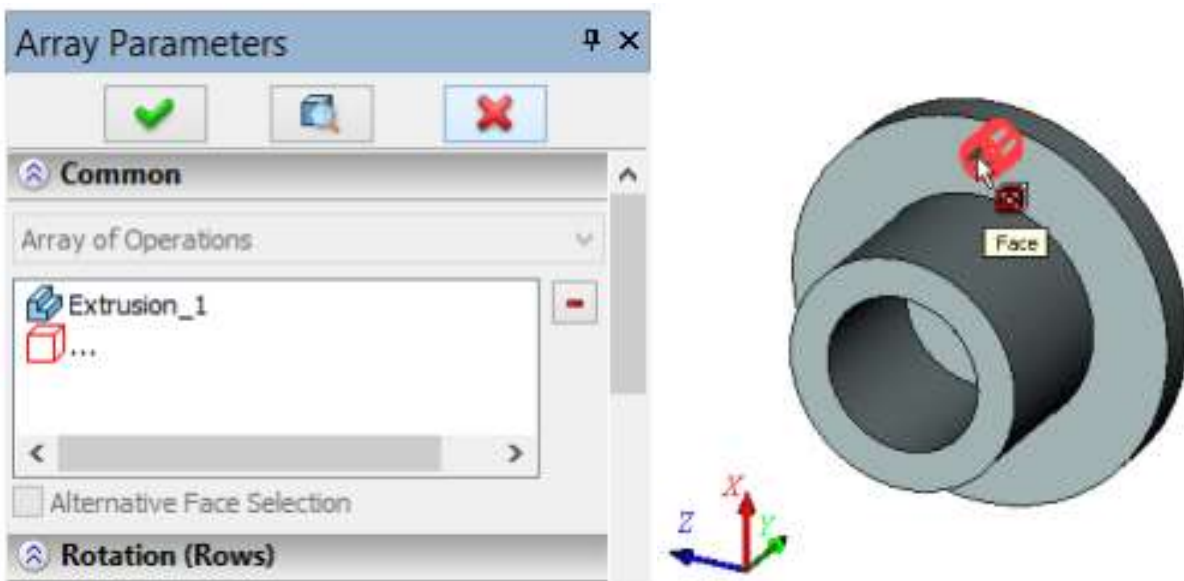 Array Parameters
Common
Array of Operations
Extrusion_1
...
Alternative Face Selection
Rotation (Rows)
Face
X
Z
Y